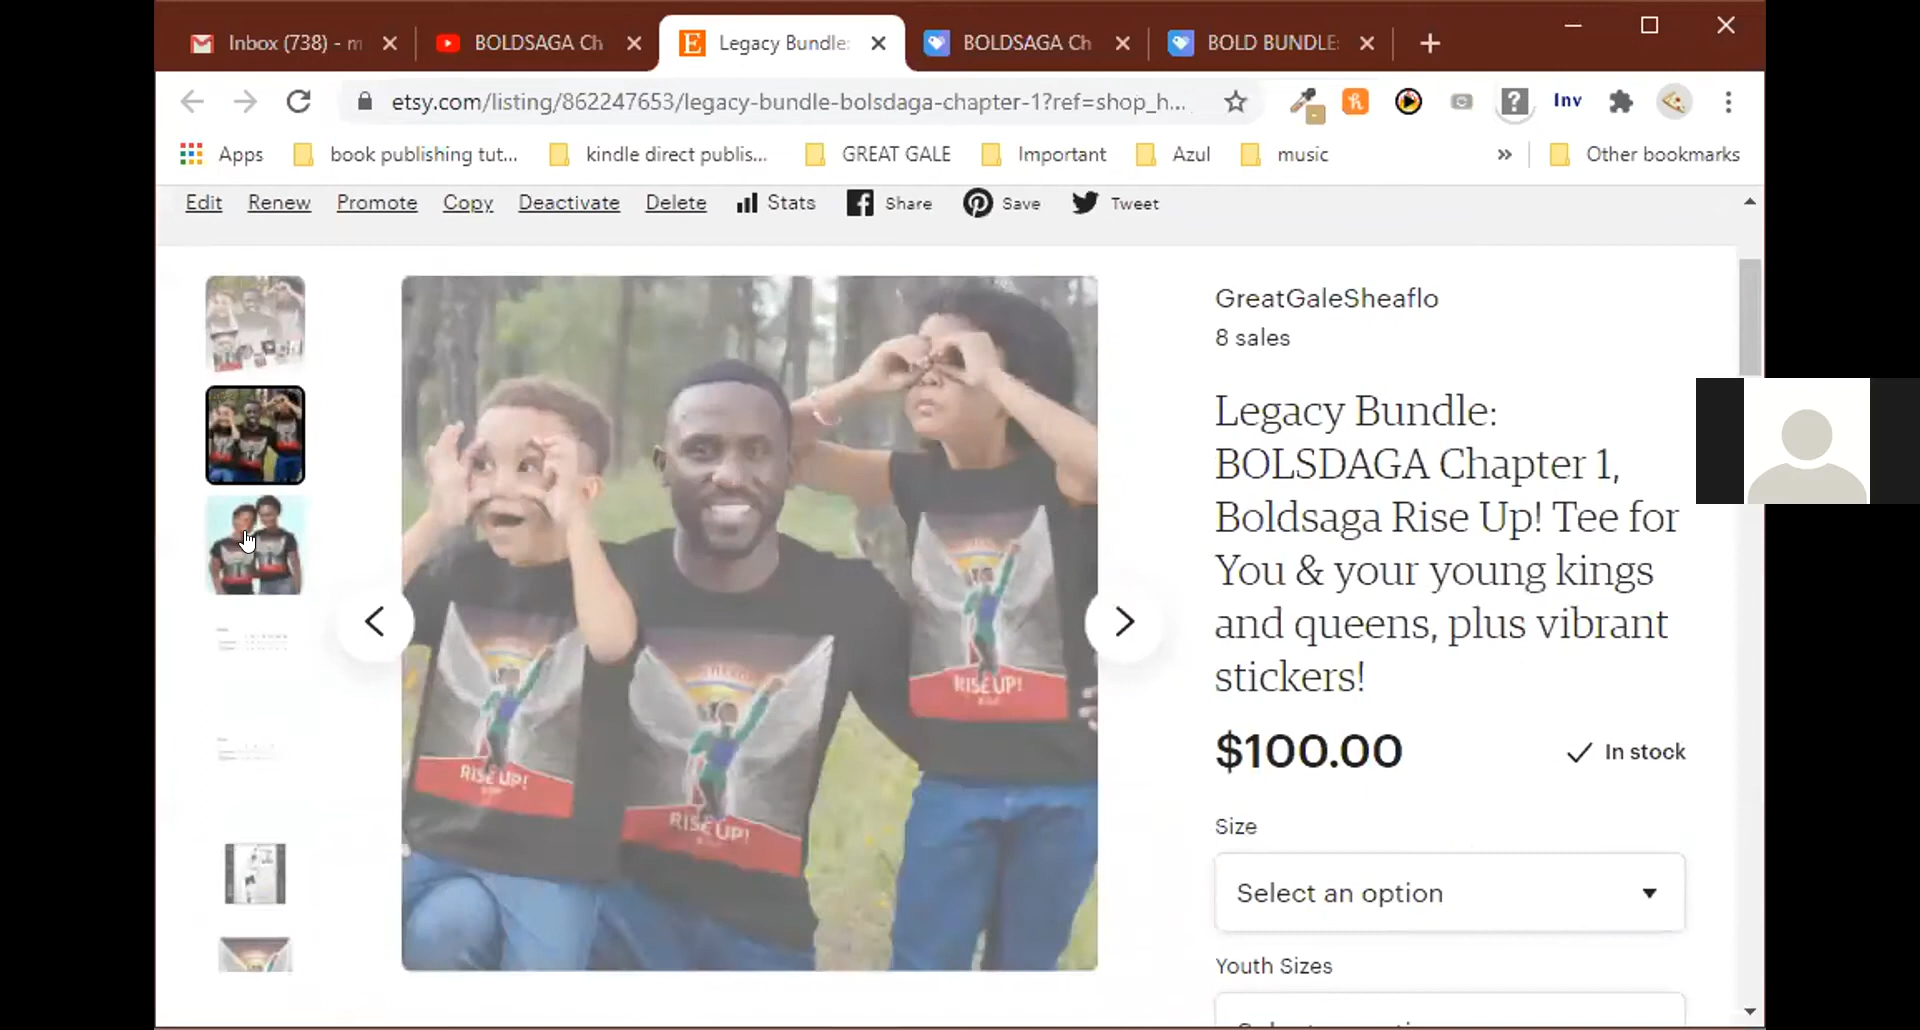 Inbox (738) - m
BOLDSAGA Ch
Legacy Bundle:
BOLDSAGA Ch
BOLD BUNDLE:
etsy.com/listing/862247653/legacy-bundle-bolsdaga-chapter-1?ref=shop_h...
Inv
Apps
book publishing tut...
kindle direct publis...
GREAT GALE
Important
Azul
music
Other bookmarks
Edit
Renew
Promote
Copy
Deactivate
Delete
Stats
Share
Save
Tweet
GreatGaleSheaflo
8 sales
Legacy Bundle:
BOLSDAGA Chapter 1,
Boldsaga Rise Up! Tee for
You & your young kings
and queens, plus vibrant
stickers!
$100.00
In stock
Size
Select an option
Youth Sizes
RISE UP!
RISE UP!
RISE UP!